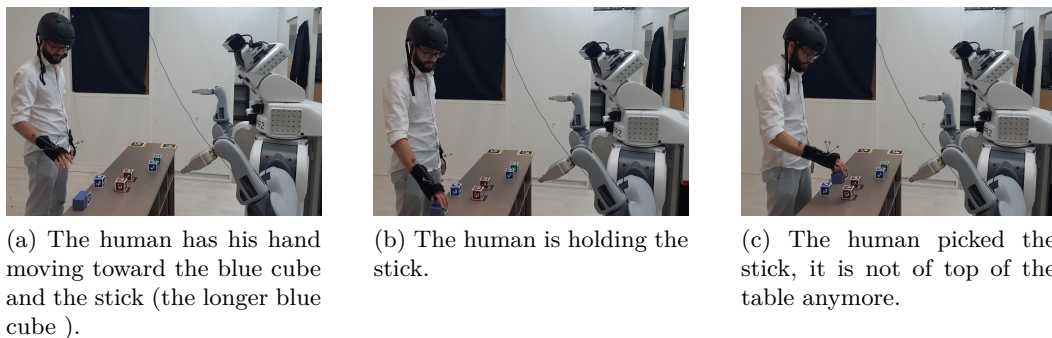 (a) The human has his hand
moving toward the blue cube
and the stick (the longer blue
cube ).
(b) The human is holding the
stick.
(c) The human picked the
stick, it is not of top of the
table anymore.